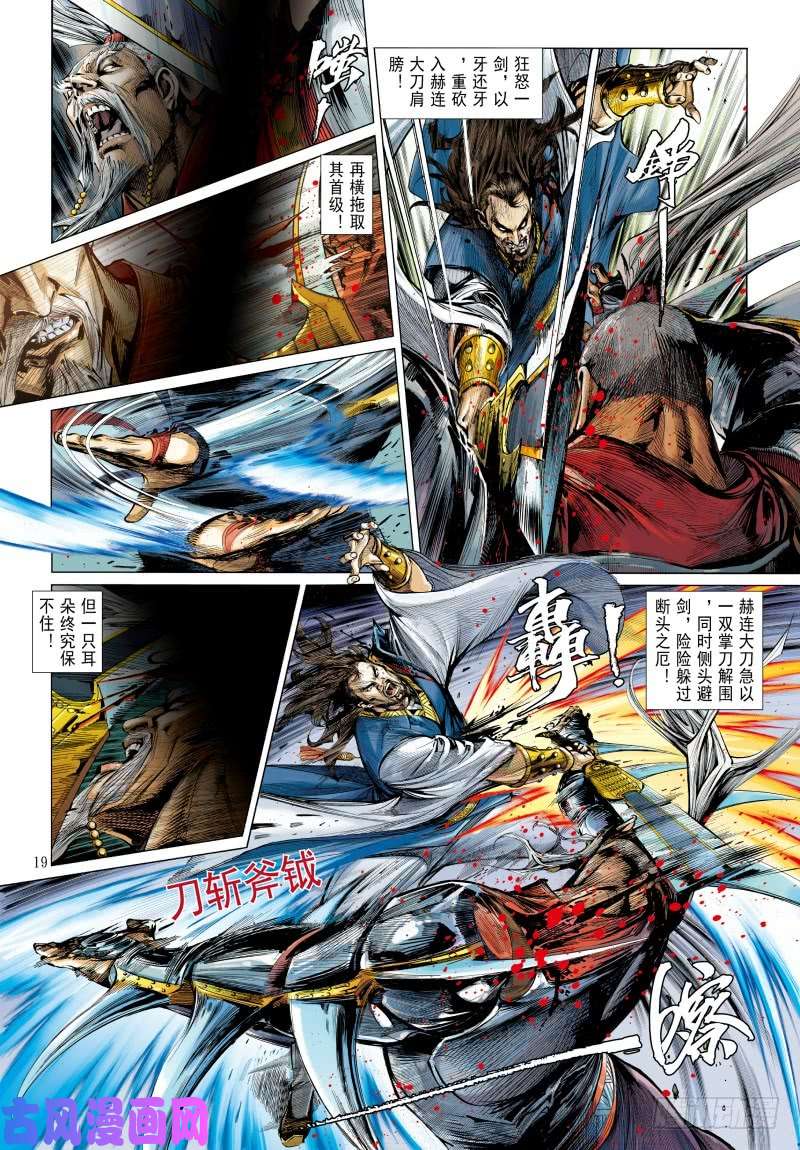 狂怒一
剑，以
牙还牙
，重砍
入赫连
大刀肩
膀！
再横拖取
其首级！
赫连大刀急以
一双掌刀解围
，同时侧头避
剑，险险躲过
断头之厄！
轰！
但一只耳
朵终究保
不住！
刀斩斧钺
嚓
19
古风漫画网